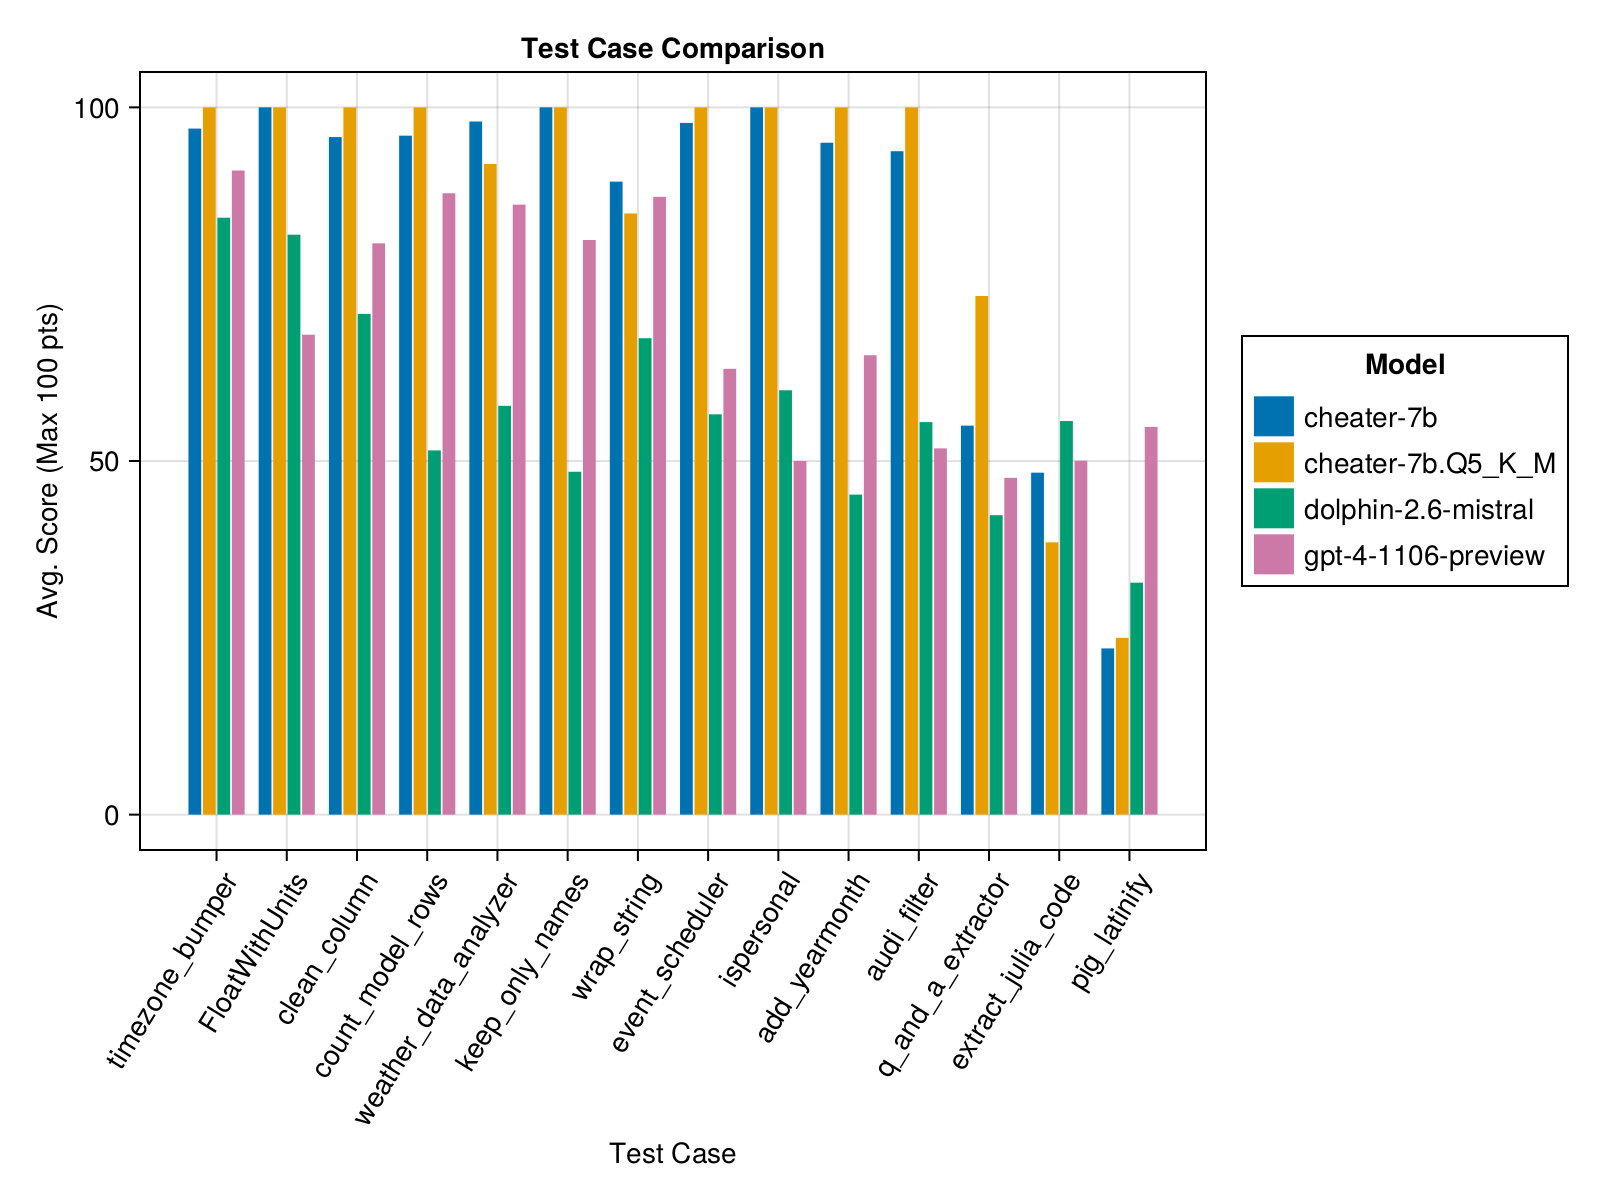 Test Case Comparison
Avg. Score (Max 100 pts)
100
50
0
timezone_bumper
FloatWithUnits
clean_column
count_model_rows
weather_data_analyzer
keep_only_names
wrap_string
event_scheduler
ispersonal
add_yearmonth
audi_filter
q_and_a_extractor
extract_julia_code
pig_latinify
Test Case
Model
cheater-7b
cheater-7b.Q5_K_M
dolphin-2.6-mistral
gpt-4-1106-preview